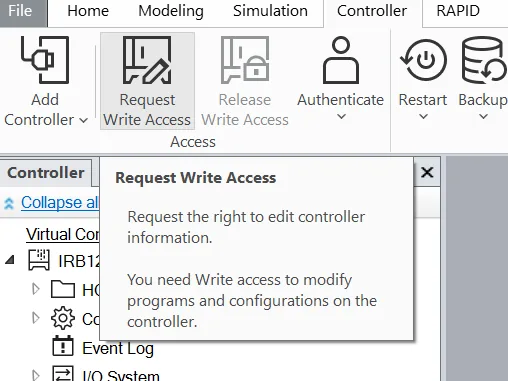 File Home Modeling Simulation Controller RAPID
Add Controller
Request Write Access
Release Write Access
Authenticate
Restart
Backup
Access
Controller
Collapse al
Virtual Con
IRB12
Event Log
I/O System
Request Write Access
Request the right to edit controller
information.
You need Write access to modify
programs and configurations on the
controller.